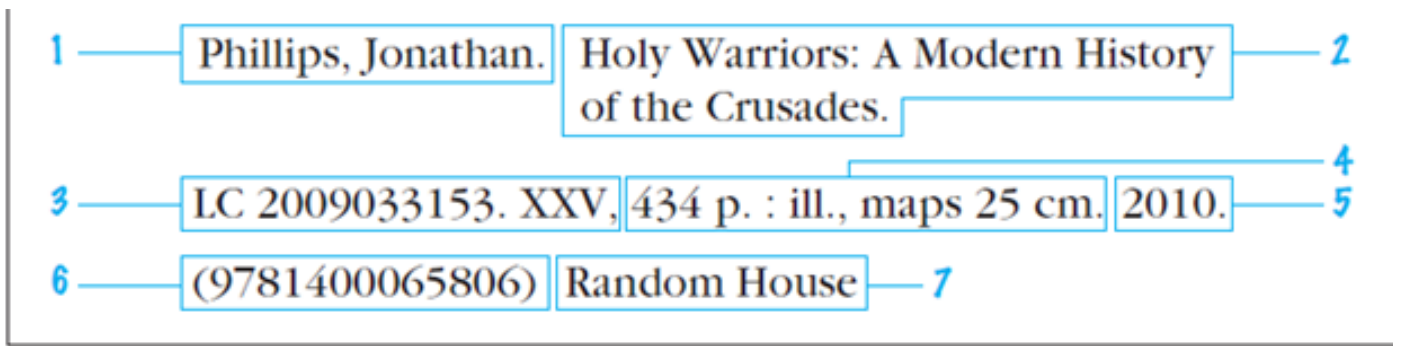 1 Phillips, Jonathan. Holy Warriors: A Modern History 2
of the Crusades.
4
3 LC 2009033153. XXV, 434 p. : ill., maps 25 cm. 2010. 5
6 (9781400065806) Random House 7